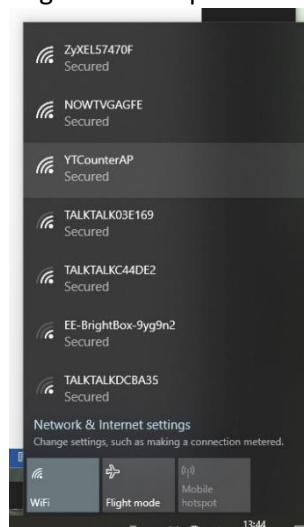 ZyXEL57470F
Secured
NOWTVGAGFE
Secured
YTCounterAP
Secured
TALKTALK03E169
Secured
TALKTALKC44DE2
Secured
EE-BrightBox-9yg9n2
Secured
TALKTALKDCBA35
Secured
Network & Internet settings
Change settings, such as making a connection metered.
WiFi
Flight mode
Mobile
hotspot
13:44